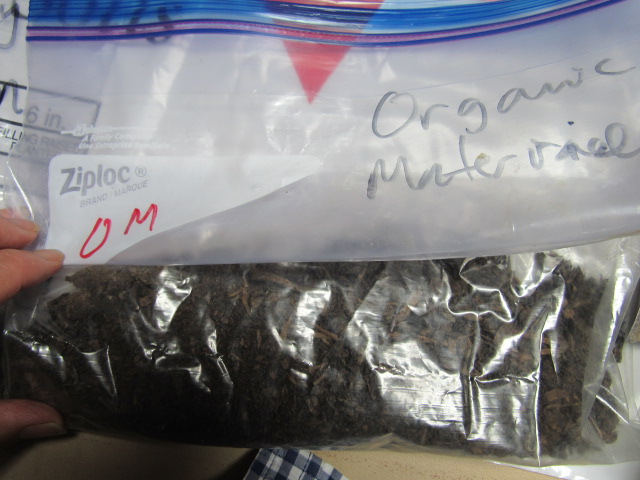 6 in.
Organic
Material
Ziploc®
BRAND / MARQUE
OM